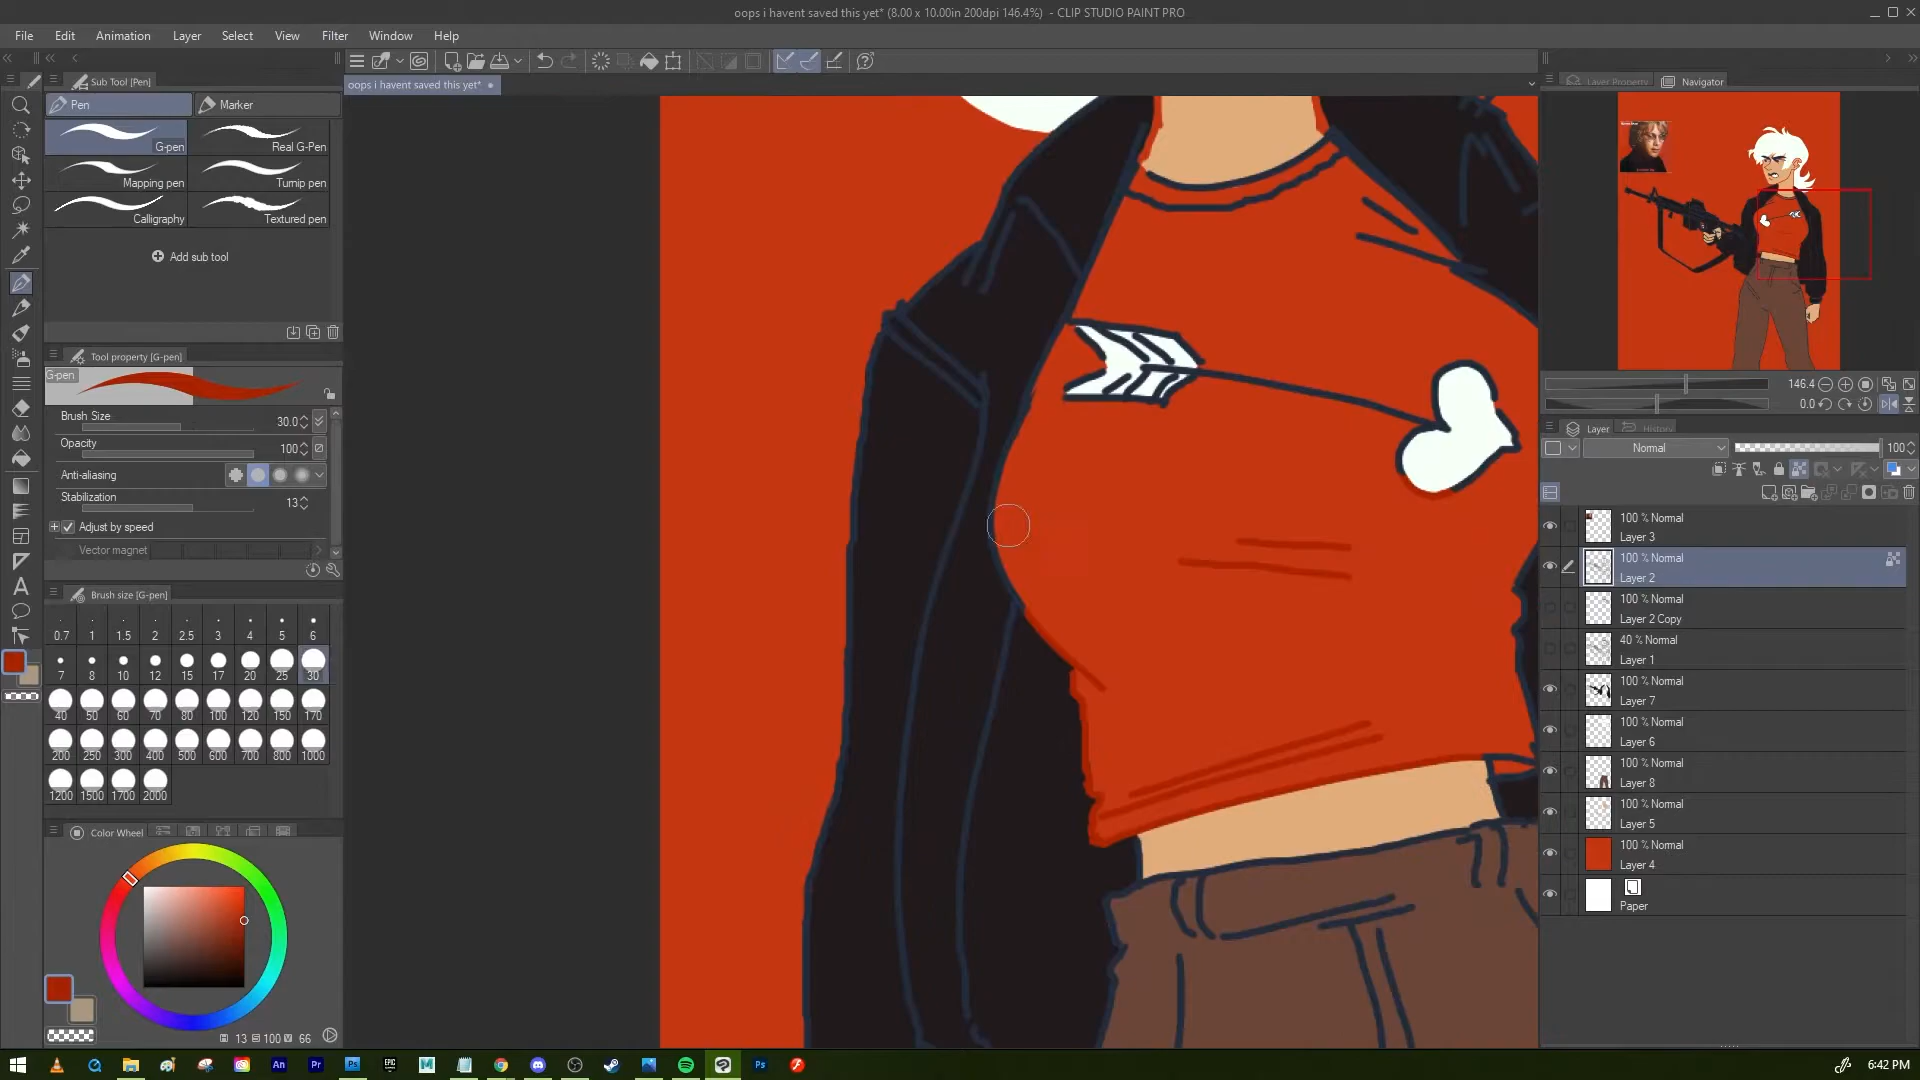 oops i havent saved this yet* (8.00 x 10.00in 200dpi 146.4%) - CLIP STUDIO PAINT PRO
File Edit Animation Layer Select View Filter Window Help
Sub Tool [Pen]
oops i havent saved this yet*
Layer Property Navigator
Pen Marker
G-pen Real G-Pen
Mapping pen Turnip pen
Calligraphy Textured pen
Add sub tool
Tool property [G-pen]
G-pen
Brush Size 30.0
Opacity 100
Anti-aliasing
Stabilization 13
Adjust by speed
Vector magnet
Brush size [G-pen]
0.7 1 1.5 2 2.5 3 4 5 6
7 8 10 12 15 17 20 25 30
40 50 60 70 80 100 120 150 170
200 250 300 400 500 600 700 800 1000
1200 1500 1700 2000
Color Wheel
13 100 V 66
146.4
0.0
Layer History
Normal 100
100 % Normal
Layer 3
100 % Normal
Layer 2
100 % Normal
Layer 2 Copy
40 % Normal
Layer 1
100 % Normal
Layer 7
100 % Normal
Layer 6
100 % Normal
Layer 8
100 % Normal
Layer 5
100 % Normal
Layer 4
Paper
An Pr Ps EPIC M Ps
6:42 PM